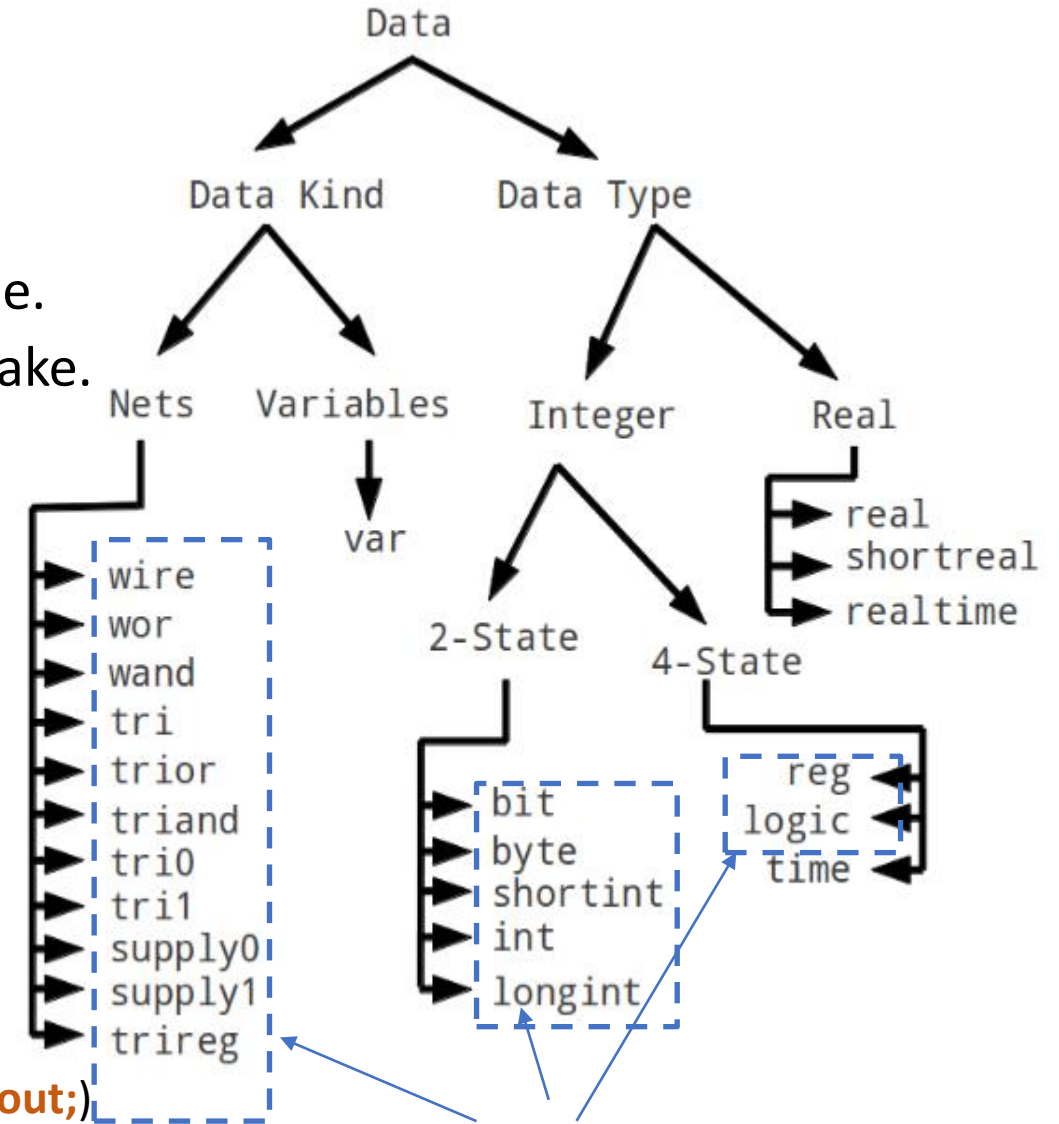 Data
Data Kind
Data Type
e.
ake.
Nets
Variables
Integer
Real
var
real
shortreal
realtime
wire
wor
wand
tri
trior
triand
tri0
tri1
supply0
supply1
trireg
2-State
4-State
bit
byte
shortint
int
longint
reg
logic
time
out;)